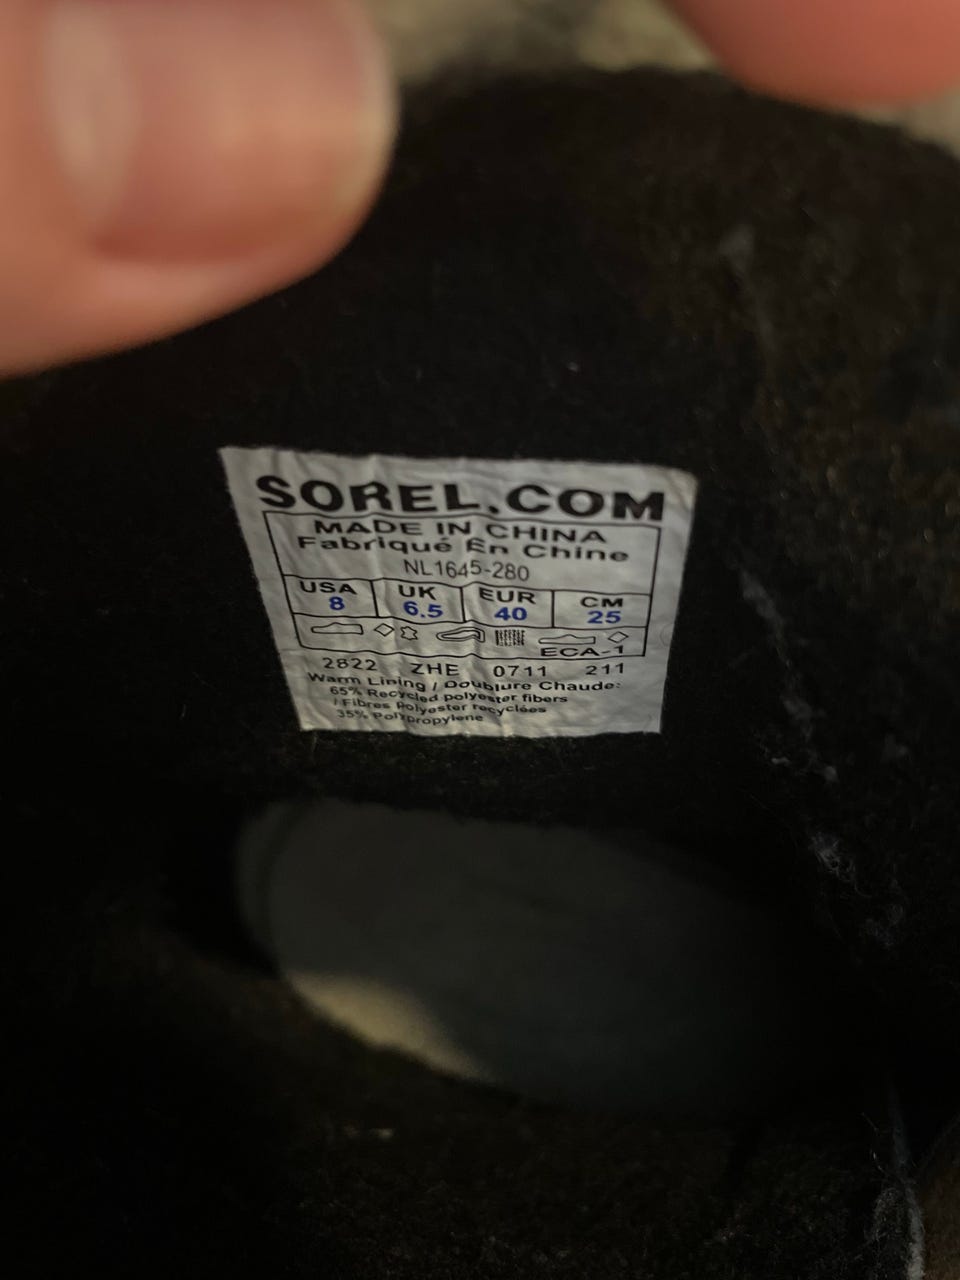 SOREL.COM
MADE IN CHINA
Fabriqué En Chine
NL1645-280
USA UK EUR CM
8 6.5 40 25
ECA-1
2822 ZHE 0711 211
Warm Lining / Doublure Chaude:
65% Recycled polyester fibers
/ Fibres Polyester recyclées
35% Polypropylene